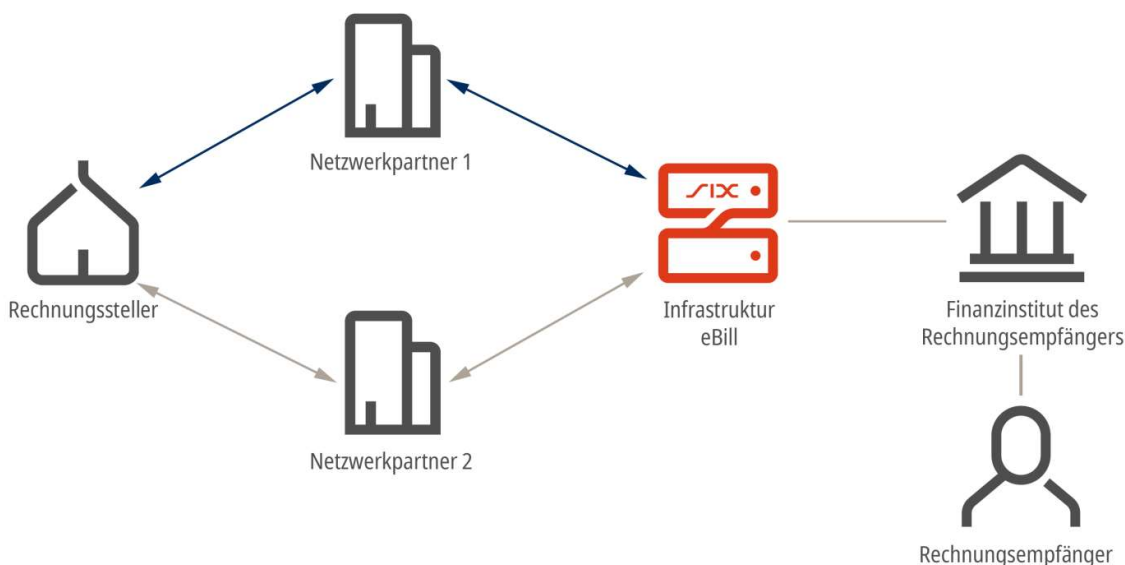 Netzwerkpartner 1
SIX
Rechnungssteller
Infrastruktur
eBill
Finanzinstitut des
Rechnungsempfängers
Netzwerkpartner 2
Rechnungsempfänger